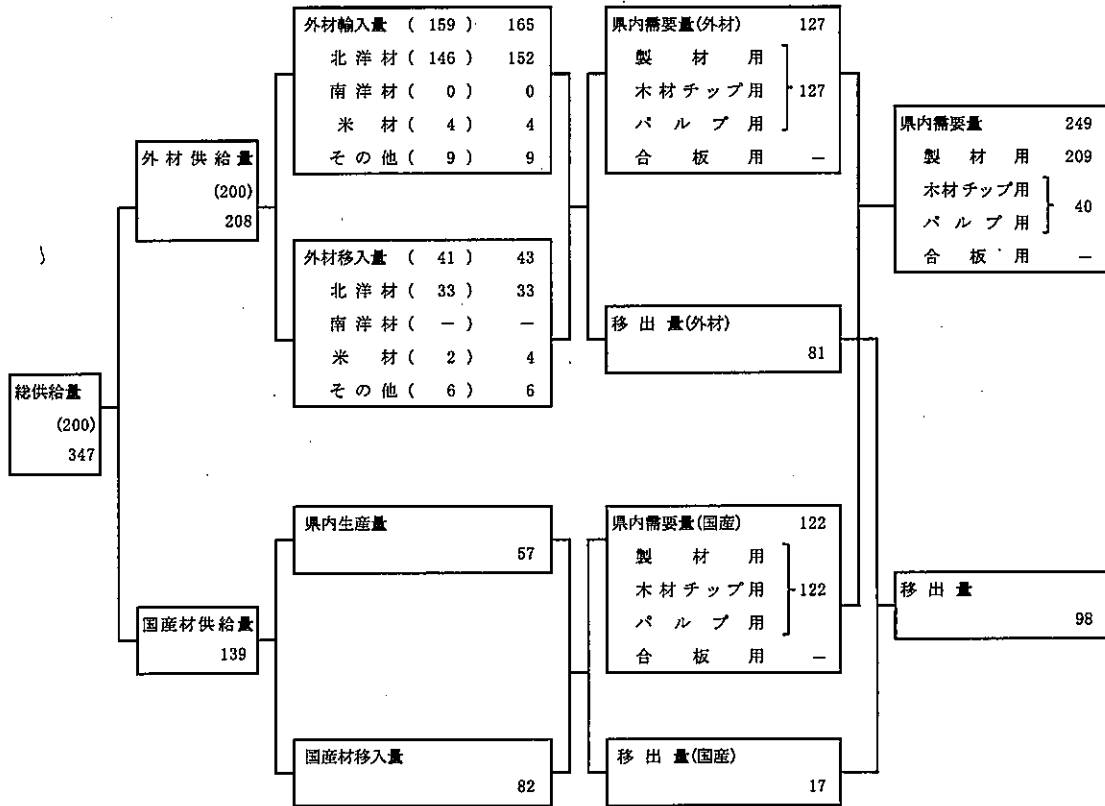 総供給量
(200)
347
外材供給量
(200)
208
国産材供給量
139
外材輸入量 ( 159 ) 165
北洋材 ( 146 ) 152
南洋材 ( 0 ) 0
米材 ( 4 ) 4
その他 ( 9 ) 9
外材移入量 ( 41 ) 43
北洋材 ( 33 ) 33
南洋材 ( — ) —
米材 ( 2 ) 4
その他 ( 6 ) 6
県内生産量
57
国産材移入量
82
県内需要量(外材) 127
製材用
木材チップ用 127
パルプ用
合板用 —
移出量(外材)
81
県内需要量(国産) 122
製材用
木材チップ用 122
パルプ用
合板用 —
移出量(国産)
17
県内需要量 249
製材用 209
木材チップ用 40
パルプ用
合板用 —
移出量
98